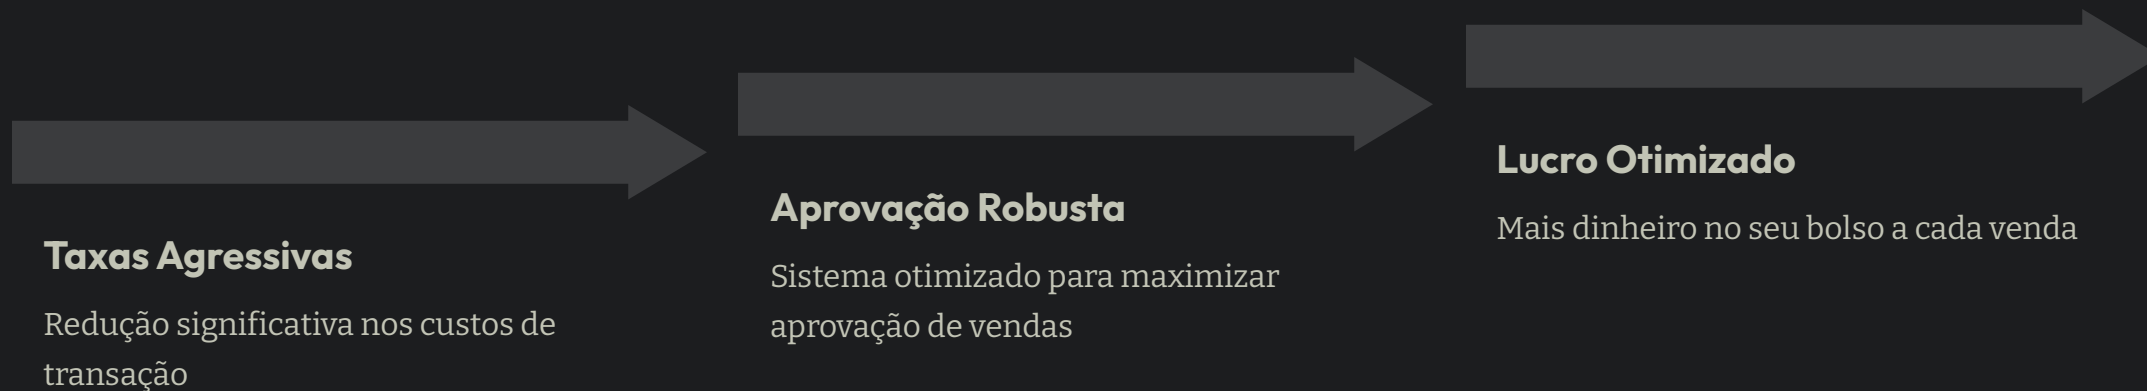 Taxas Agressivas
Redução significativa nos custos de
transação
Aprovação Robusta
Sistema otimizado para maximizar
aprovação de vendas
Lucro Otimizado
Mais dinheiro no seu bolso a cada venda